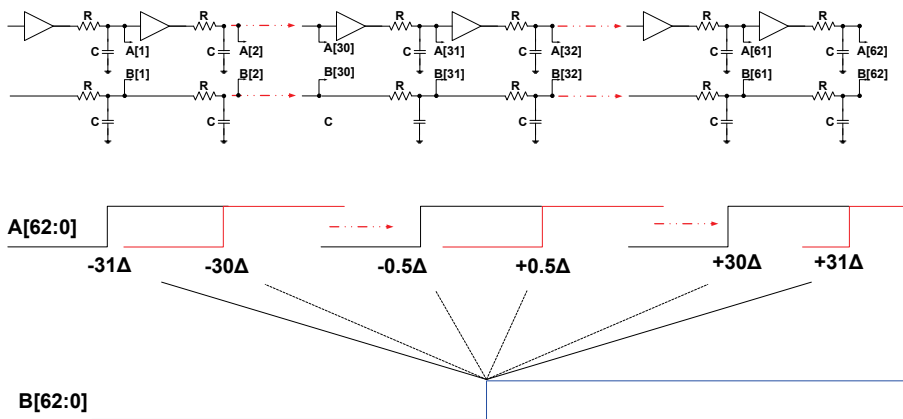 R R R R R R
C A[1] C A[2] C A[30] C A[31] C A[32] C A[61] C A[62]
B[1] B[2] B[30] B[31] B[32] B[61] B[62]
R R R R R R
C C C C C C C
A[62:0]
-31Δ -30Δ -0.5Δ +0.5Δ +30Δ +31Δ
B[62:0]